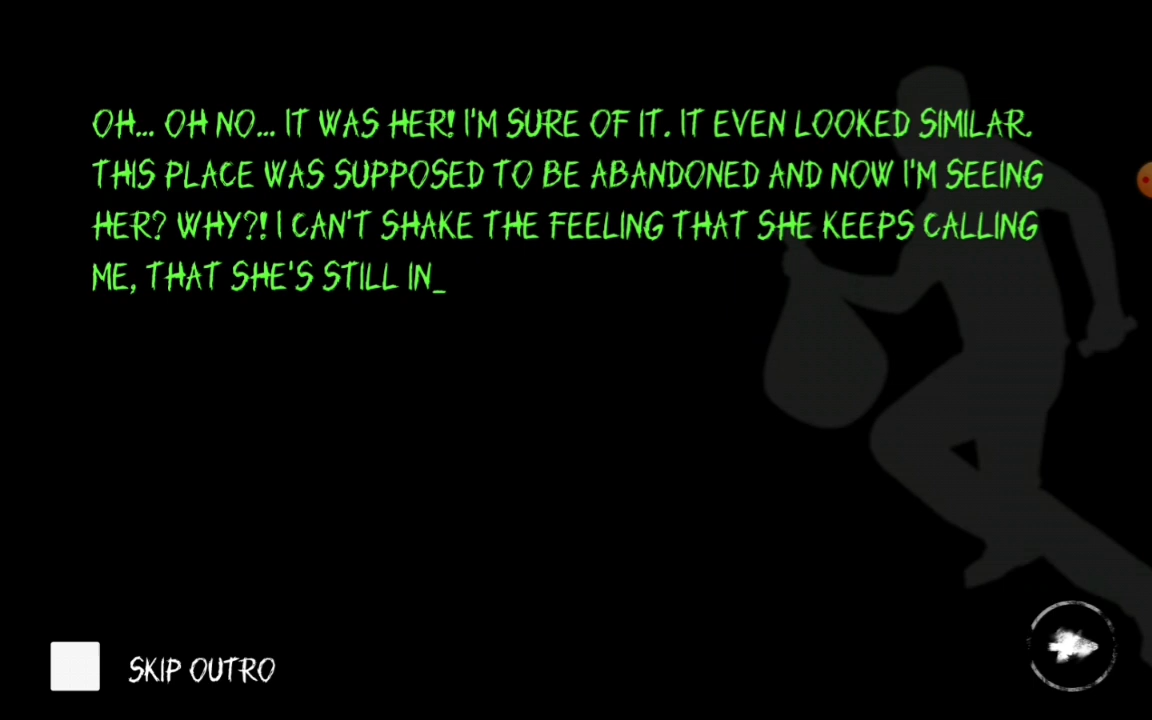 OH... OH NO... IT WAS HER! I'M SURE OF IT. IT EVEN LOOKED SIMILAR.
THIS PLACE WAS SUPPOSED TO BE ABANDONED AND NOW I'M SEEING
HER? WHY?! I CAN'T SHAKE THE FEELING THAT SHE KEEPS CALLING
ME, THAT SHE'S STILL IN_
SKIP OUTRO